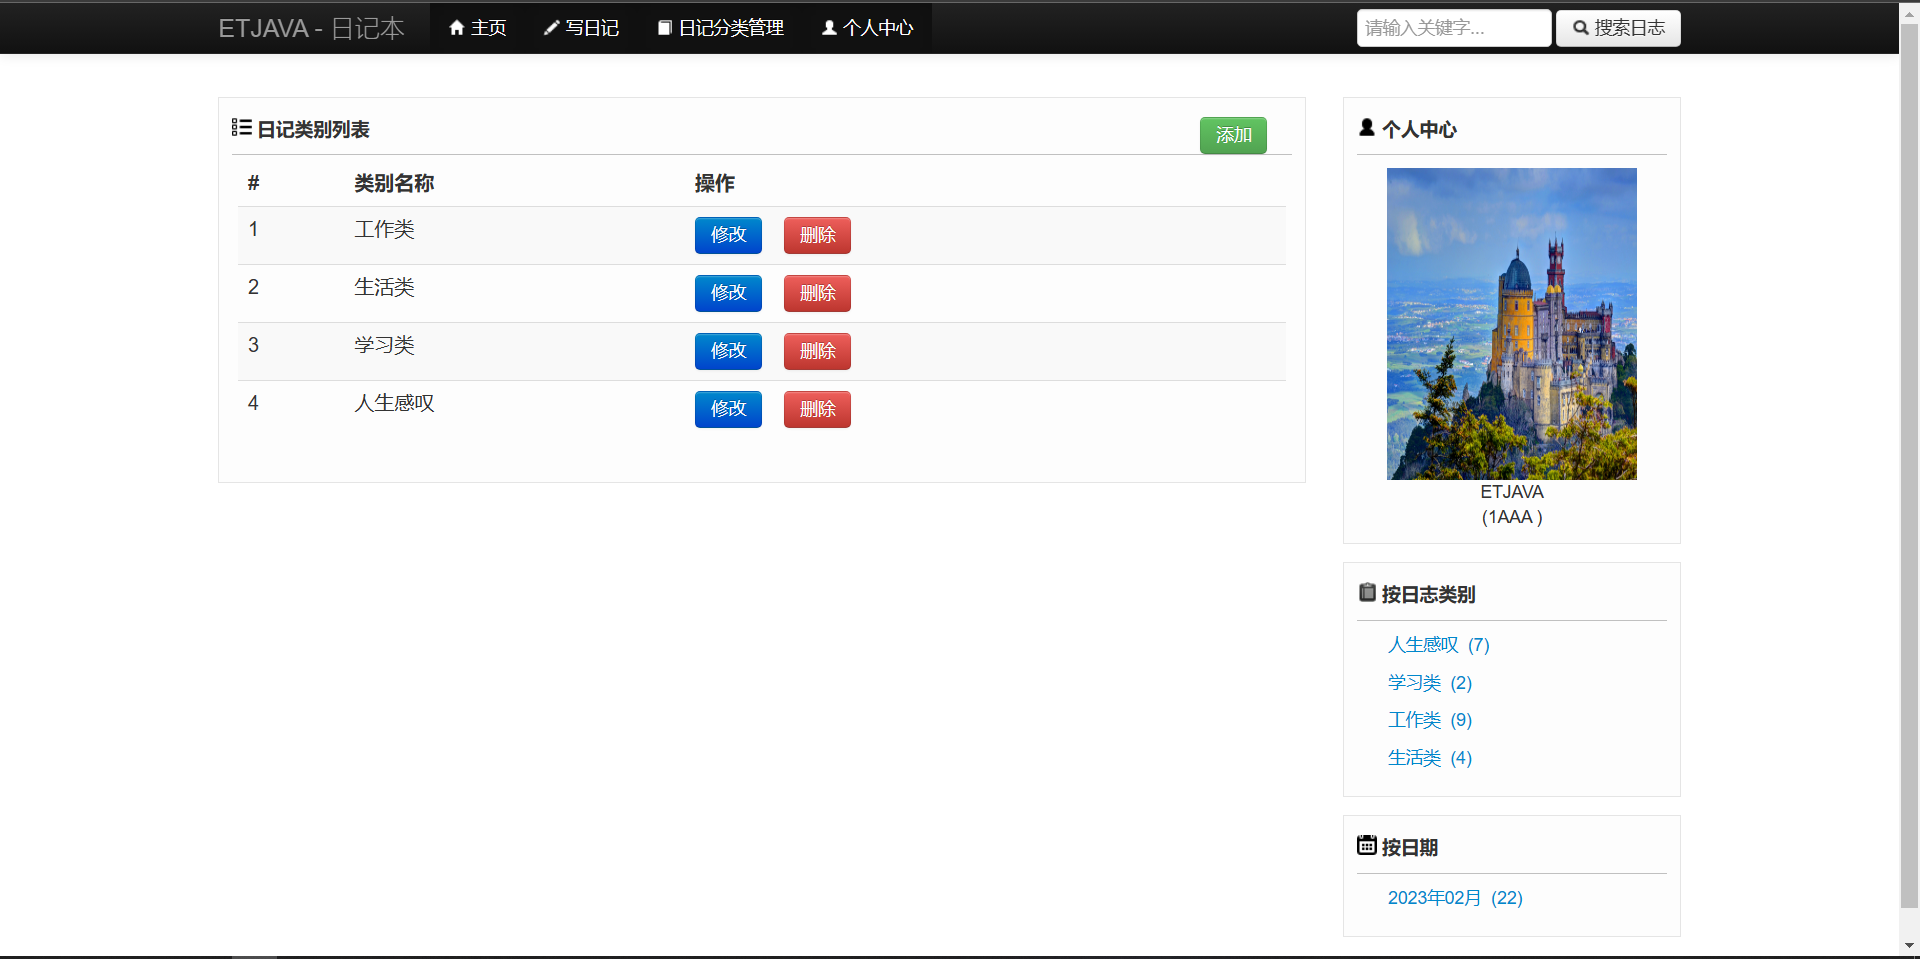 ETJAVA - 日记本 主页 写日记 日记分类管理 个人中心 请输入关键字... 搜索日志
日记类别列表 添加
# 类别名称 操作
1 工作类 修改 删除
2 生活类 修改 删除
3 学习类 修改 删除
4 人生感叹 修改 删除
个人中心
ETJAVA
(1AAA )
按日志类别
人生感叹 (7)
学习类 (2)
工作类 (9)
生活类 (4)
按日期
2023年02月 (22)